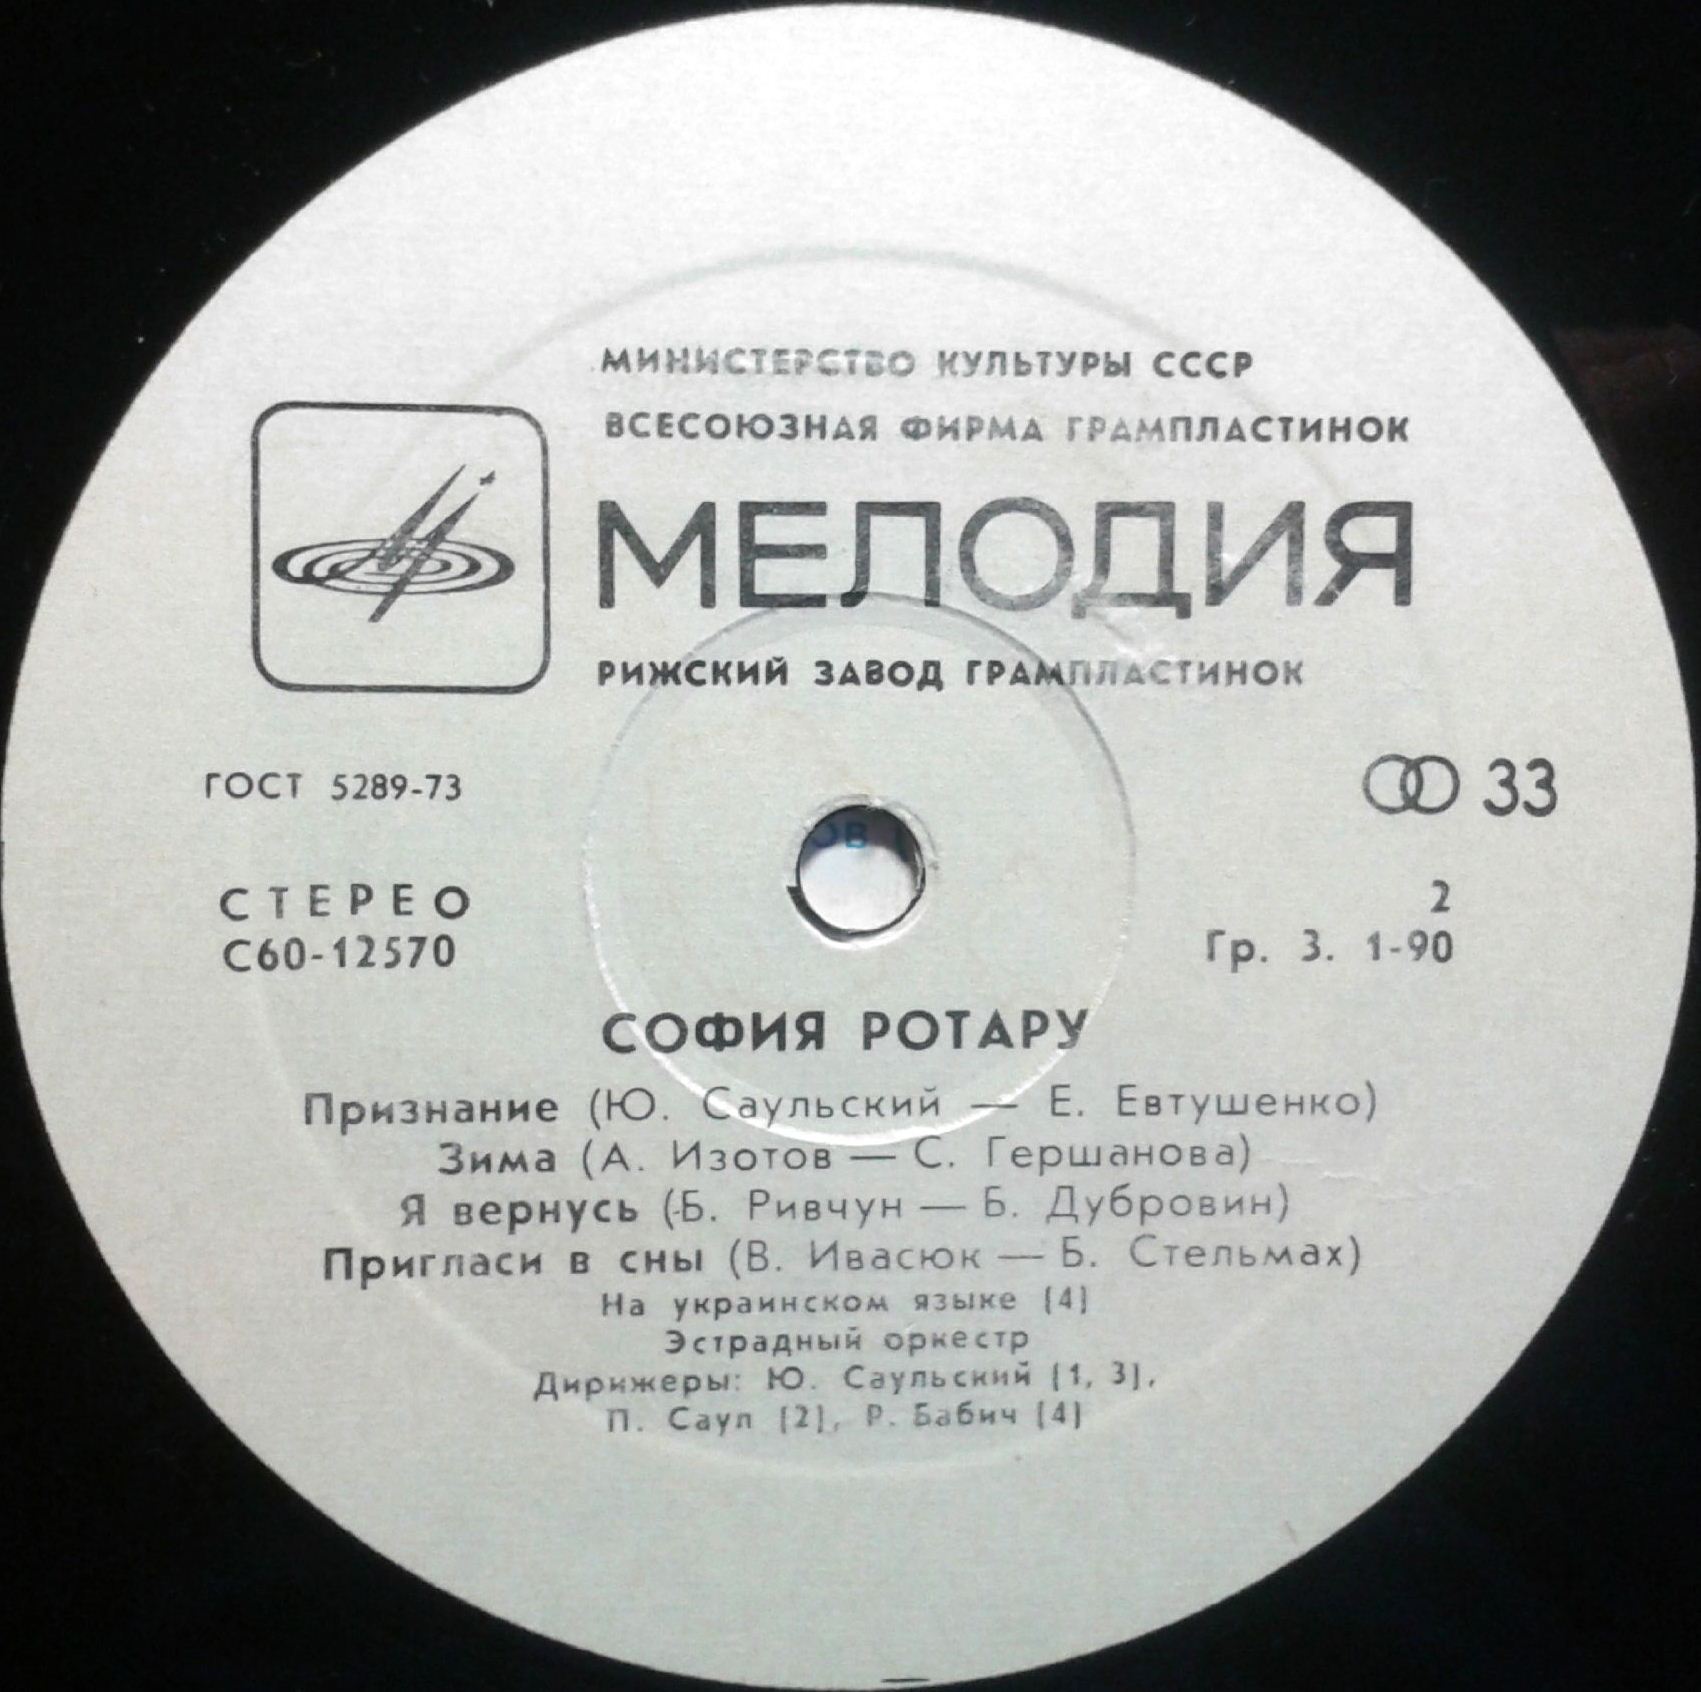 МИНИСТЕРСТВО КУЛЬТУРЫ СССР
ВСЕСОЮЗНАЯ ФИРМА ГРАМПЛАСТИНОК
МЕЛОДИЯ
РИЖСКИЙ ЗАВОД ГРАМПЛАСТИНОК
ГОСТ 5289-73
33
СТЕРЕО
2
С60-12570
Гр. 3. 1-90
СОФИЯ РОТАРУ
Признание (Ю. Саульский — Е. Евтушенко)
Зима (А. Изотов — С. Гершанова)
Я вернусь (Б. Ривчун — Б. Дубровин)
Пригласи в сны (В. Ивасюк — Б. Стельмах)
На украинском языке (4)
Эстрадный оркестр
Дирижеры: Ю. Саульский (1, 3),
П. Саул (2), Р. Бабич (4)